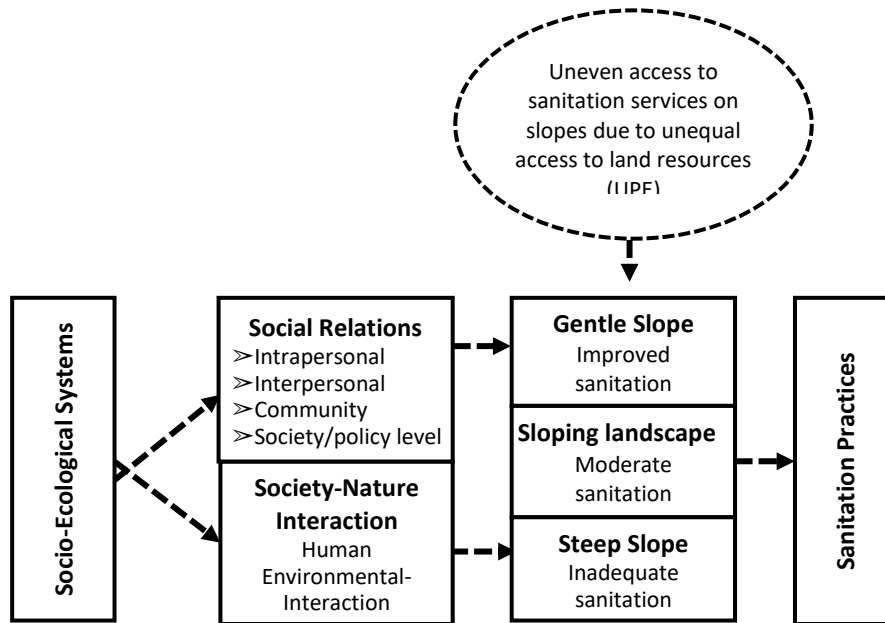 Uneven access to
sanitation services on
slopes due to unequal
access to land resources
(UPE)
Socio-Ecological Systems
Social Relations
➢Intrapersonal
➢Interpersonal
➢Community
➢Society/policy level
Society-Nature
Interaction
Human
Environmental-
Interaction
Gentle Slope
Improved
sanitation
Sloping landscape
Moderate
sanitation
Steep Slope
Inadequate
sanitation
Sanitation Practices